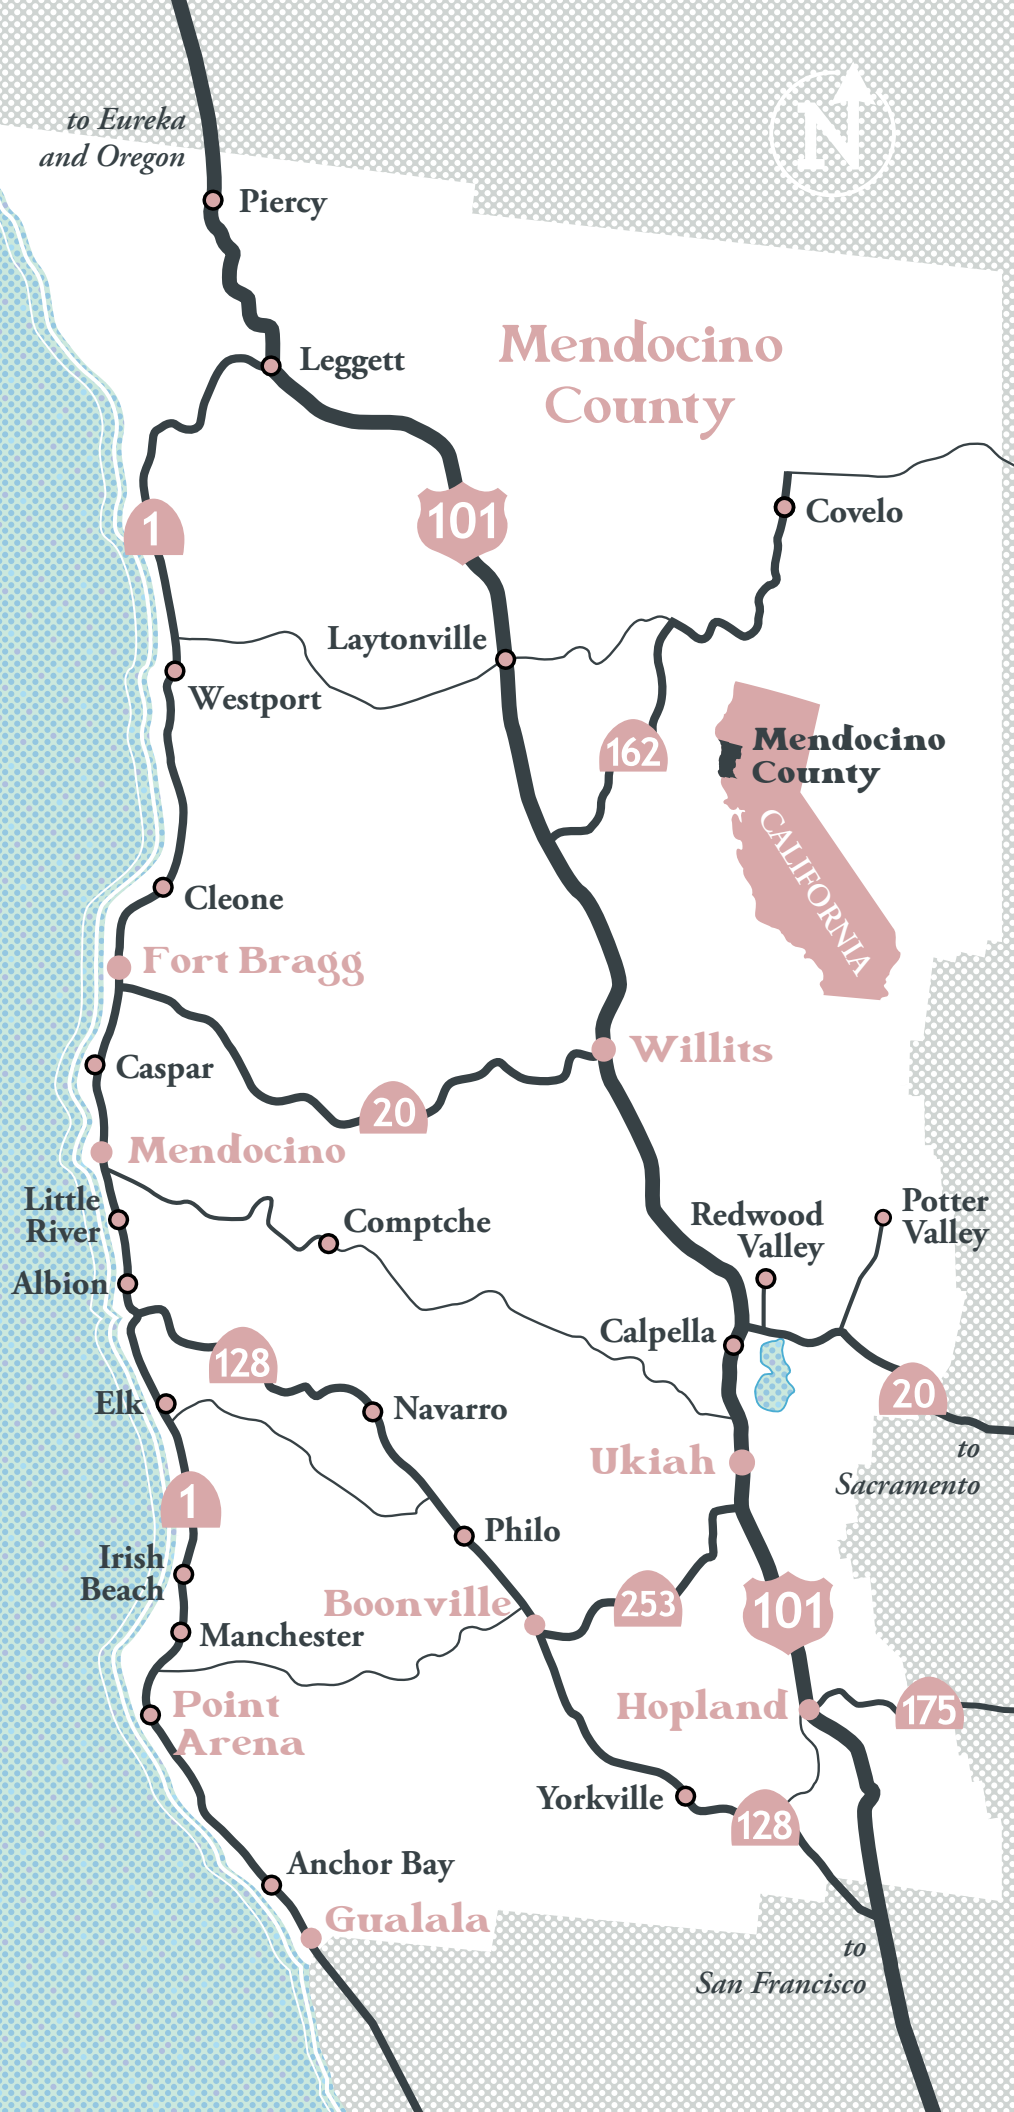 N
to Eureka
and Oregon
Piercy
Leggett
Mendocino
County
1
101
Covelo
Laytonville
Westport
162
Mendocino
County
CALIFORNIA
Cleone
Fort Bragg
Willits
Caspar
20
Mendocino
Little
River
Comptche
Redwood
Valley
Potter
Valley
Albion
Calpella
128
20
Elk
Navarro
to
Sacramento
Ukiah
1
Philo
Irish
Beach
Boonville
253
101
Manchester
Point
Arena
Hopland
175
Yorkville
128
Anchor Bay
Gualala
to
San Francisco